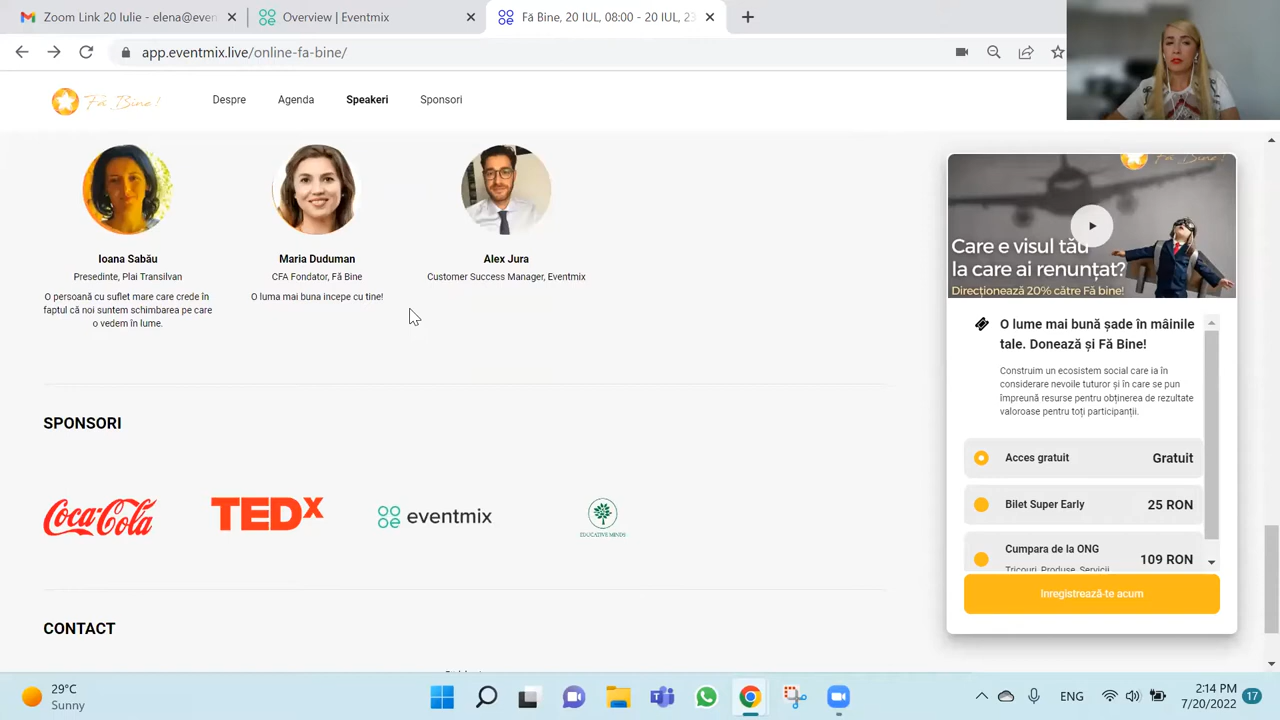 Zoom Link 20 Iulie - elena@even
Overview | Eventmix
Fă Bine, 20 IUL, 08:00 - 20 IUL, 23
app.eventmix.live/online-fa-bine/
Fă Bine!
Despre
Agenda
Speakeri
Sponsori
Ioana Sabău
Presedinte, Plai Transilvan
O persoană cu suflet mare care crede în
faptul că noi suntem schimbarea pe care
o vedem în lume.
Maria Duduman
CFA Fondator, Fă Bine
O luma mai buna incepe cu tine!
Alex Jura
Customer Success Manager, Eventmix
SPONSORI
Coca-Cola
TEDx
eventmix
EDUCATIVE MINDS
CONTACT
Fă Bine!
Care e visul tău
la care ai renunțat?
Direcționează 20% către Fă bine!
O lume mai bună șade în mâinile
tale. Donează și Fă Bine!
Construim un ecosistem social care ia în
considerare nevoile tuturor și în care se pun
împreună resurse pentru obținerea de rezultate
valoroase pentru toți participanții.
Acces gratuit
Gratuit
Bilet Super Early
25 RON
Cumpara de la ONG
109 RON
Tricouri, Produse, Servicii
Inregistrează-te acum
29°C
Sunny
ENG
2:14 PM
7/20/2022
17